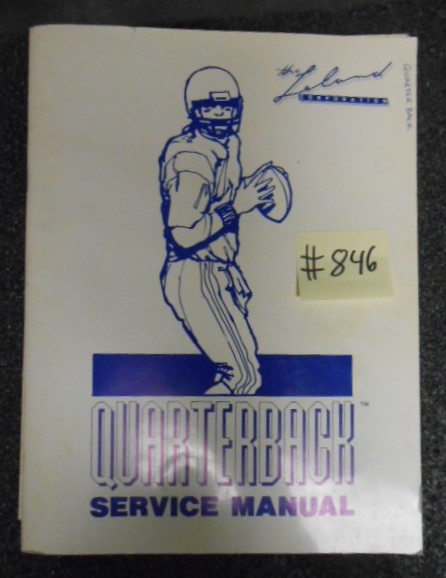 the Leland
CORPORATION
QUARTER BACK
#846
QUARTERBACK™
SERVICE MANUAL